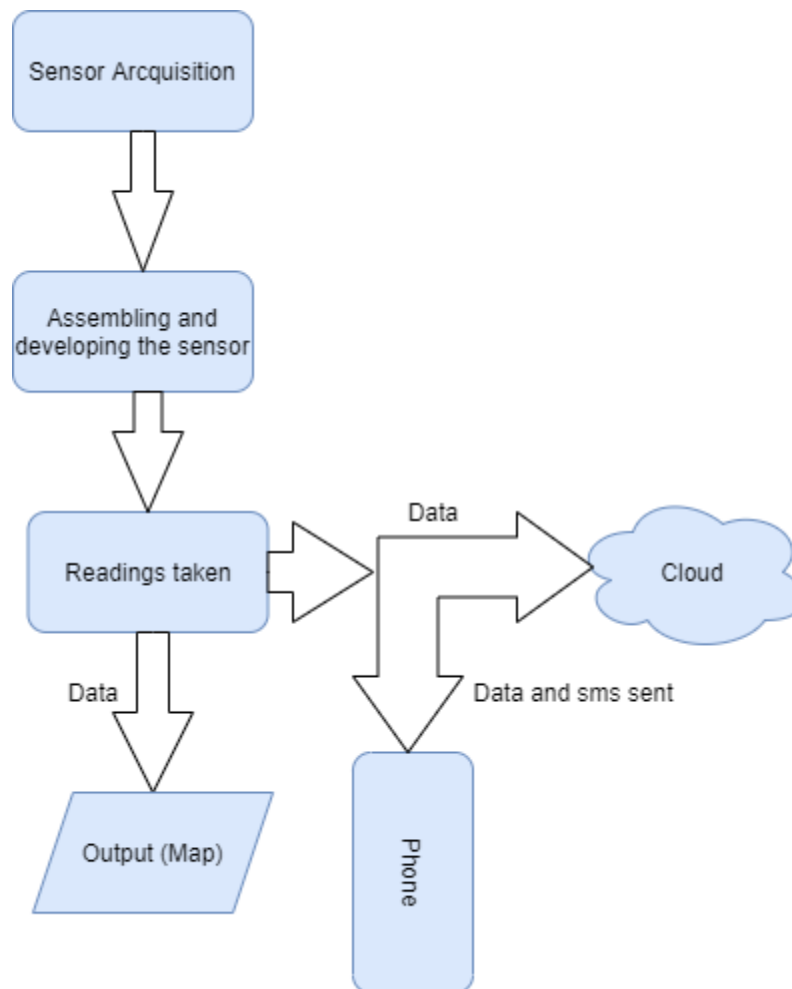 Sensor Arcquisition
Assembling and
developing the sensor
Readings taken
Data
Cloud
Data
Data and sms sent
Output (Map)
Phone